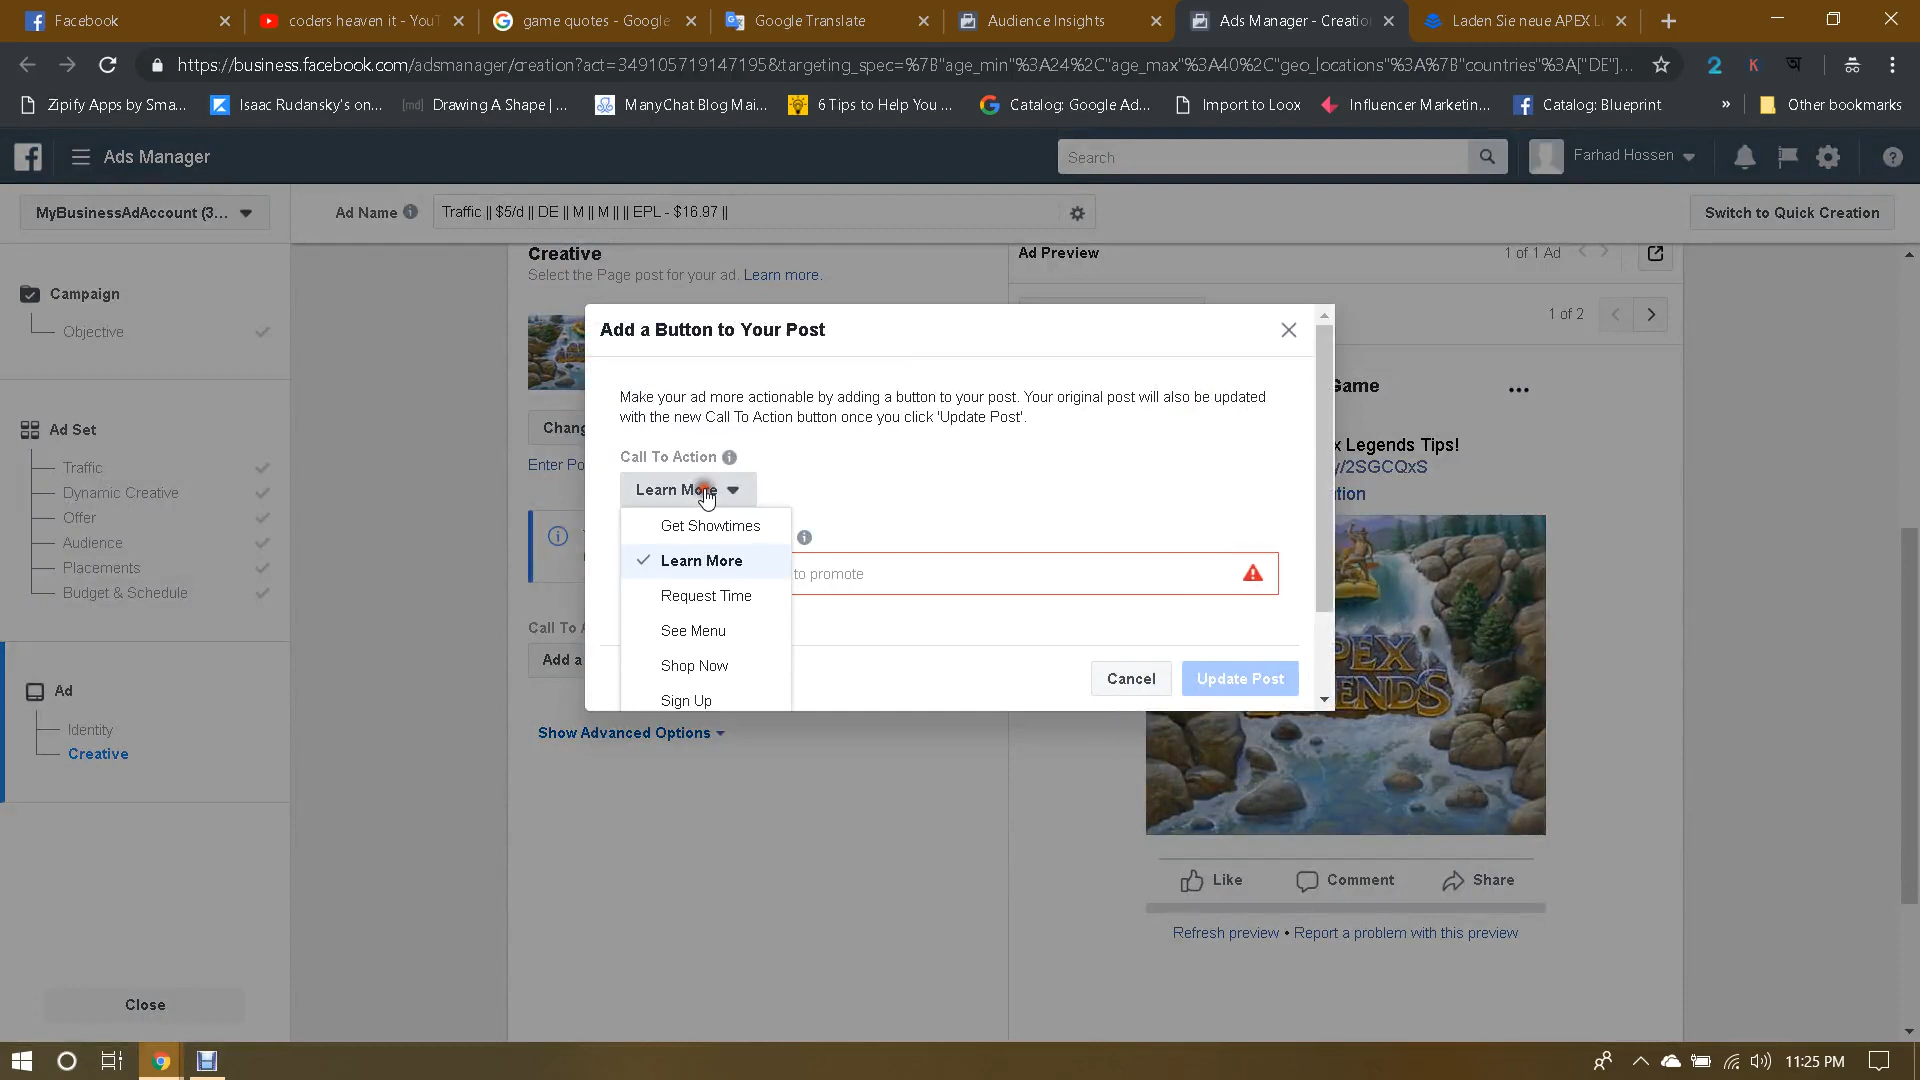 Facebook
coders heaven it - YouT
game quotes - Google
Google Translate
Audience Insights
Ads Manager - Creatio
Laden Sie neue APEX L
https://business.facebook.com/adsmanager/creation?act=349105719147195&targeting_spec=%7B"age_min"%3A24%2C"age_max"%3A40%2C"geo_locations"%3A%7B"countries"%3A["DE"]...
Zipify Apps by Sma...
Isaac Rudansky's on...
Drawing A Shape | ...
ManyChat Blog Mai...
6 Tips to Help You ...
Catalog: Google Ad...
Import to Loox
Influencer Marketin...
Catalog: Blueprint
»
Other bookmarks
Ads Manager
Search
Farhad Hossen
MyBusinessAdAccount (3...
Ad Name
Traffic || $5/d || DE || M || M || || EPL - $16.97 ||
Switch to Quick Creation
Campaign
Objective
Ad Set
Traffic
Dynamic Creative
Offer
Audience
Placements
Budget & Schedule
Ad
Identity
Creative
Close
Creative
Select the Page post for your ad. Learn more.
Chang
Enter Po
Call To A
Add a
Show Advanced Options
Ad Preview
1 of 1 Ad
1 of 2
Add a Button to Your Post
Make your ad more actionable by adding a button to your post. Your original post will also be updated
with the new Call To Action button once you click 'Update Post'.
Call To Action
Learn More
Get Showtimes
Learn More
Request Time
See Menu
Shop Now
Sign Up
to promote
Cancel
Update Post
Game
x Legends Tips!
y/2SGCQxS
tion
PEX
ENDS
Like
Comment
Share
Refresh preview • Report a problem with this preview
11:25 PM